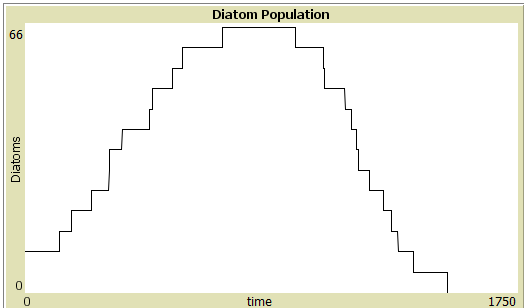 Diatom Population
66
Diatoms
0
0 time 1750